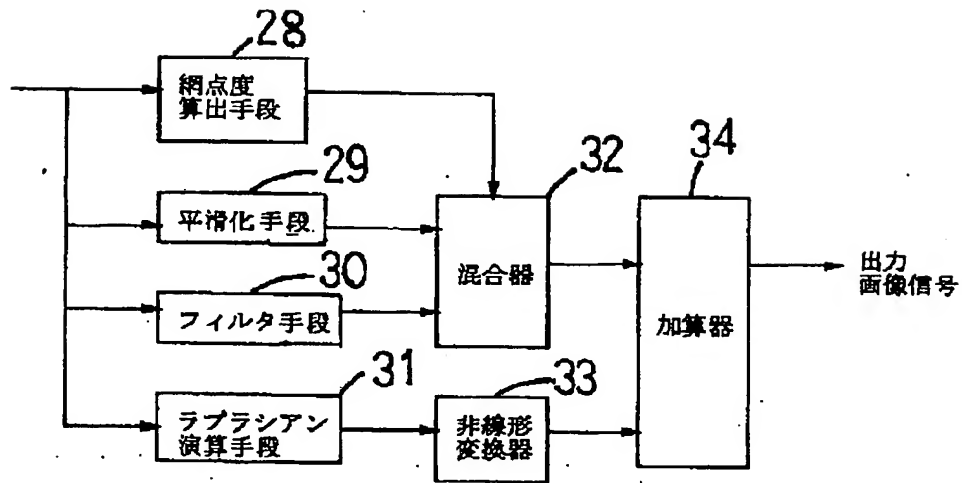 28
網点度
算出手段
29
平滑化手段
30
フィルタ手段
31
ラプラシアン
演算手段
32
混合器
33
非線形
変換器
34
加算器
出力
画像信号